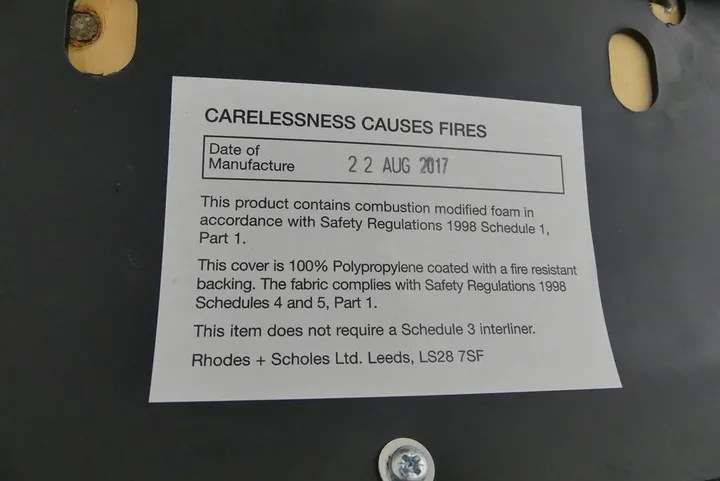 CARELESSNESS CAUSES FIRES
Date of
Manufacture 22 AUG 2017
This product contains combustion modified foam in
accordance with Safety Regulations 1998 Schedule 1,
Part 1.
This cover is 100% Polypropylene coated with a fire resistant
backing. The fabric complies with Safety Regulations 1998
Schedules 4 and 5, Part 1.
This item does not require a Schedule 3 interliner.
Rhodes + Scholes Ltd. Leeds, LS28 7SF